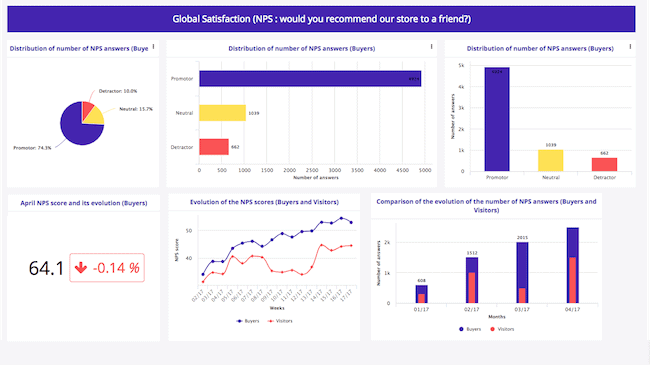 Global Satisfaction (NPS : would you recommend our store to a friend?)
Distribution of number of NPS answers (Buye
Detractor: 10.0%
Neutral: 15.7%
Promotor: 74.3%
Distribution of number of NPS answers (Buyers)
Promotor
Neutral
1039
Detractor
662
0 500 1000 1500 2000 2500 3000 3500 4000 4500 5000
Number of answers
Distribution of number of NPS answers (Buyers)
Number of answers
5k
4k
3k
2k
1k
0
1039
662
Promotor Neutral Detractor
April NPS score and its evolution (Buyers)
64.1
-0.14 %
Evolution of the NPS scores (Buyers and Visitors)
NPS score
50
40
02/17 03/17 04/17 05/17 06/17 07/17 08/17 09/17 10/17 11/17 12/17 13/17 14/17 15/17 16/17 17/17
Weeks
Buyers Visitors
Comparison of the evolution of the number of NPS answers (Buyers and
Visitors)
Number of answers
2k
1k
0
608
1512
2015
01/17 02/17 03/17 04/17
Months
Buyers Visitors